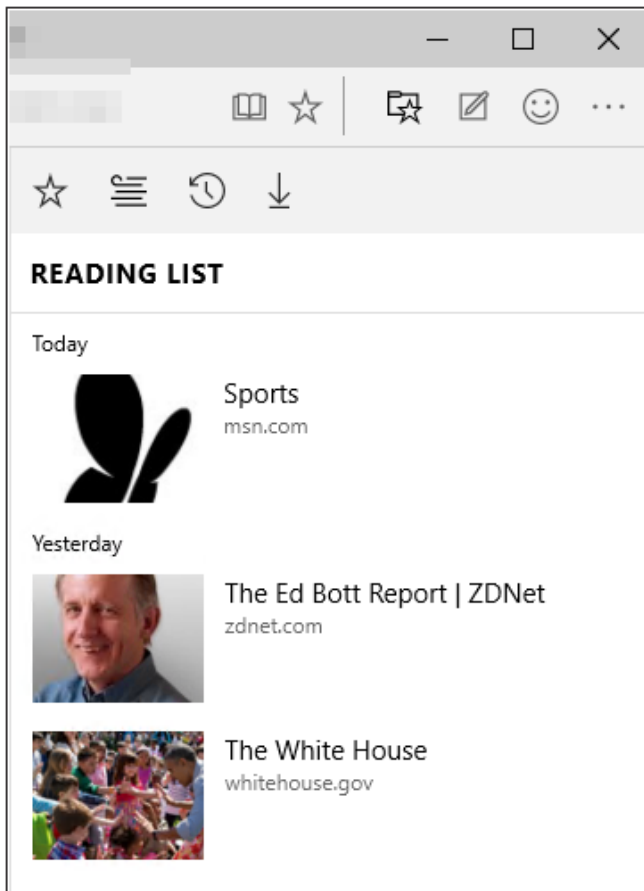 READING LIST
Today
Sports
msn.com
Yesterday
The Ed Bott Report | ZDNet
zdnet.com
The White House
whitehouse.gov